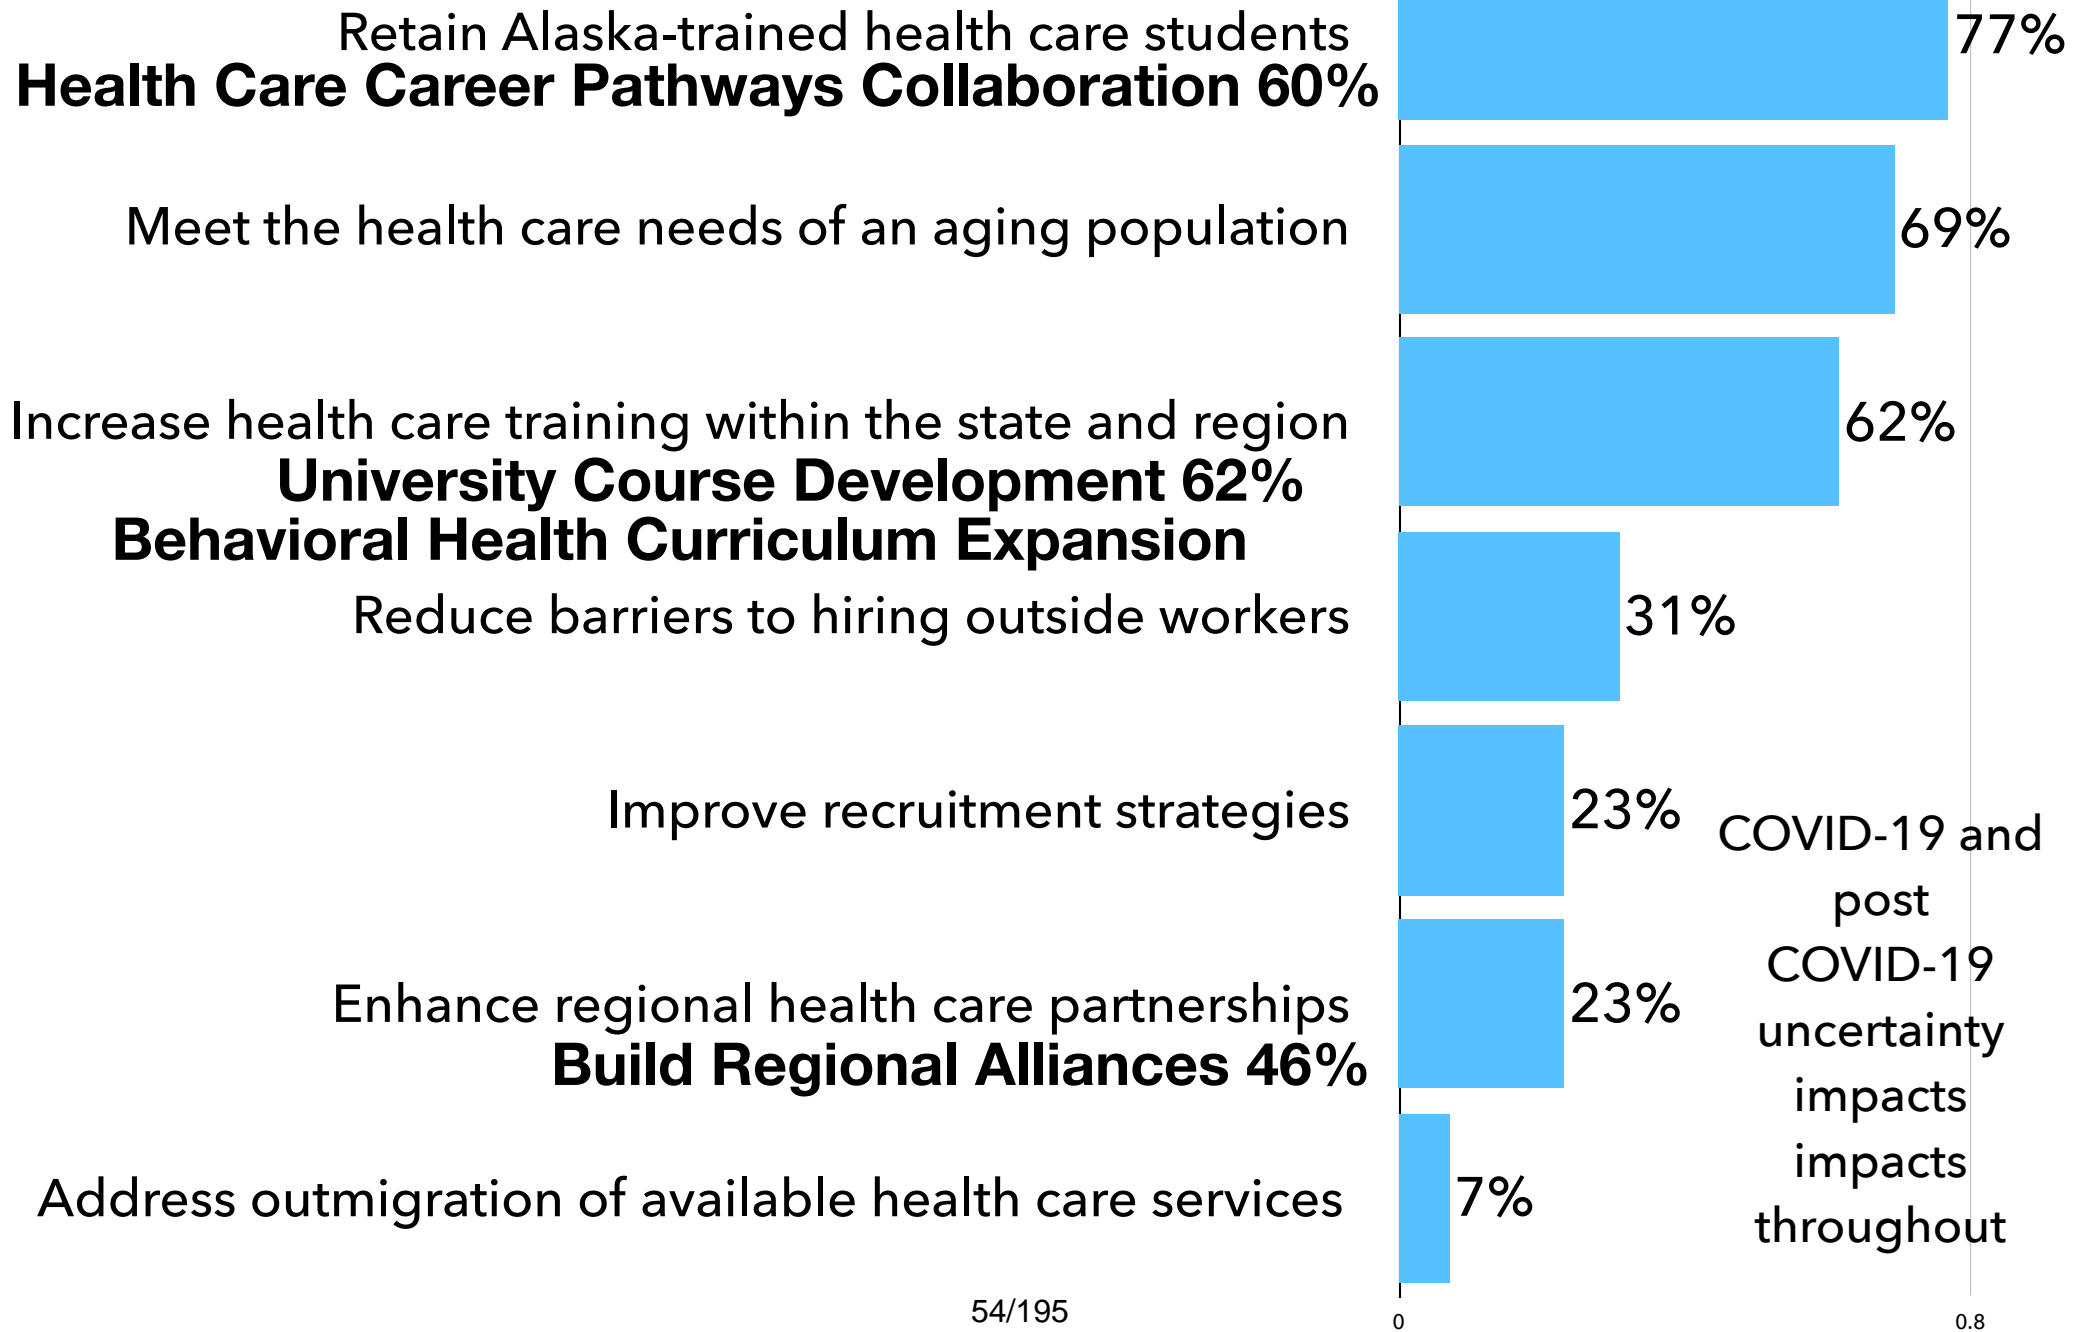 Retain Alaska-trained health care students
77%
Health Care Career Pathways Collaboration 60%
Meet the health care needs of an aging population
69%
Increase health care training within the state and region
62%
University Course Development 62%
Behavioral Health Curriculum Expansion
Reduce barriers to hiring outside workers
31%
Improve recruitment strategies
23%
Enhance regional health care partnerships
23%
Build Regional Alliances 46%
Address outmigration of available health care services
7%
COVID-19 and
post
COVID-19
uncertainty
impacts
impacts
throughout
54/195
0
0.8